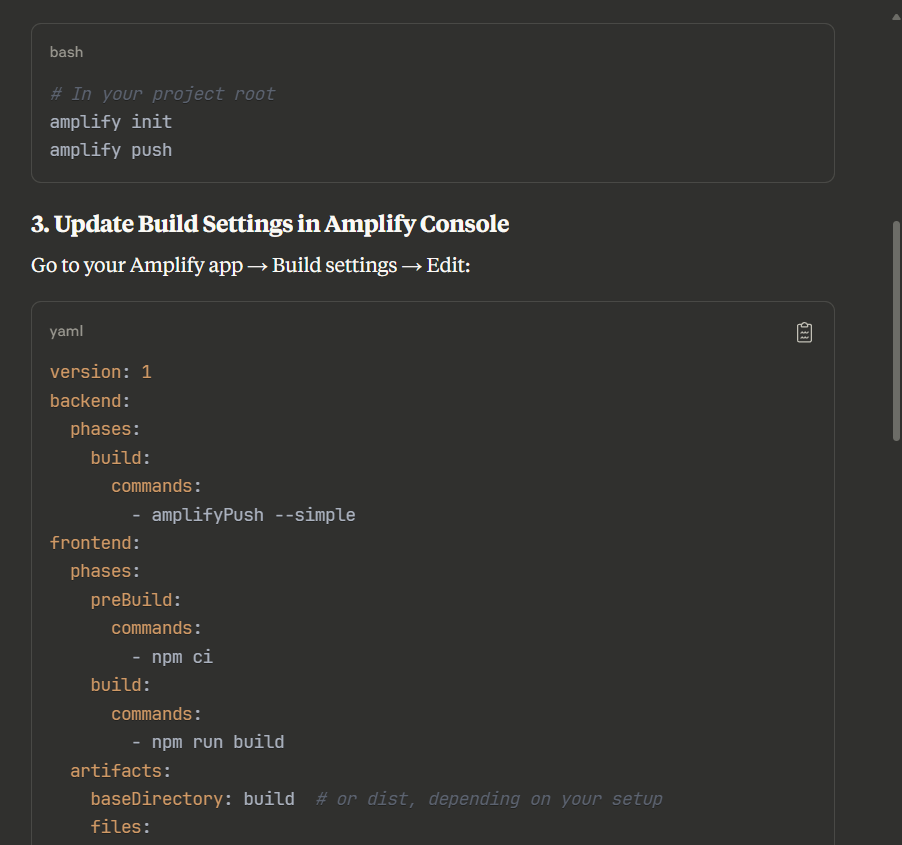 bash
# In your project root
amplify init
amplify push
3. Update Build Settings in Amplify Console
Go to your Amplify app → Build settings → Edit:
yaml
version: 1
backend:
  phases:
    build:
      commands:
        - amplifyPush --simple
frontend:
  phases:
    preBuild:
      commands:
        - npm ci
    build:
      commands:
        - npm run build
  artifacts:
    baseDirectory: build  # or dist, depending on your setup
    files: